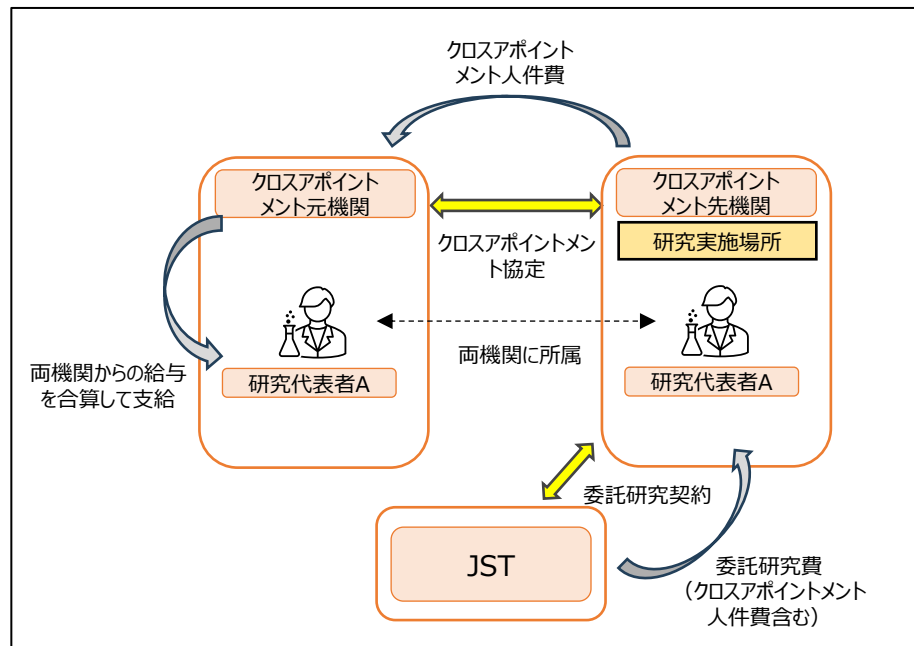 クロスアポイント
メント人件費
クロスアポイント
メント元機関
クロスアポイント
メント先機関
研究実施場所
クロスアポイントメン
ト協定
両機関に所属
両機関からの給与
を合算して支給
研究代表者A
研究代表者A
委託研究契約
JST
委託研究費
（クロスアポイントメント
人件費含む）